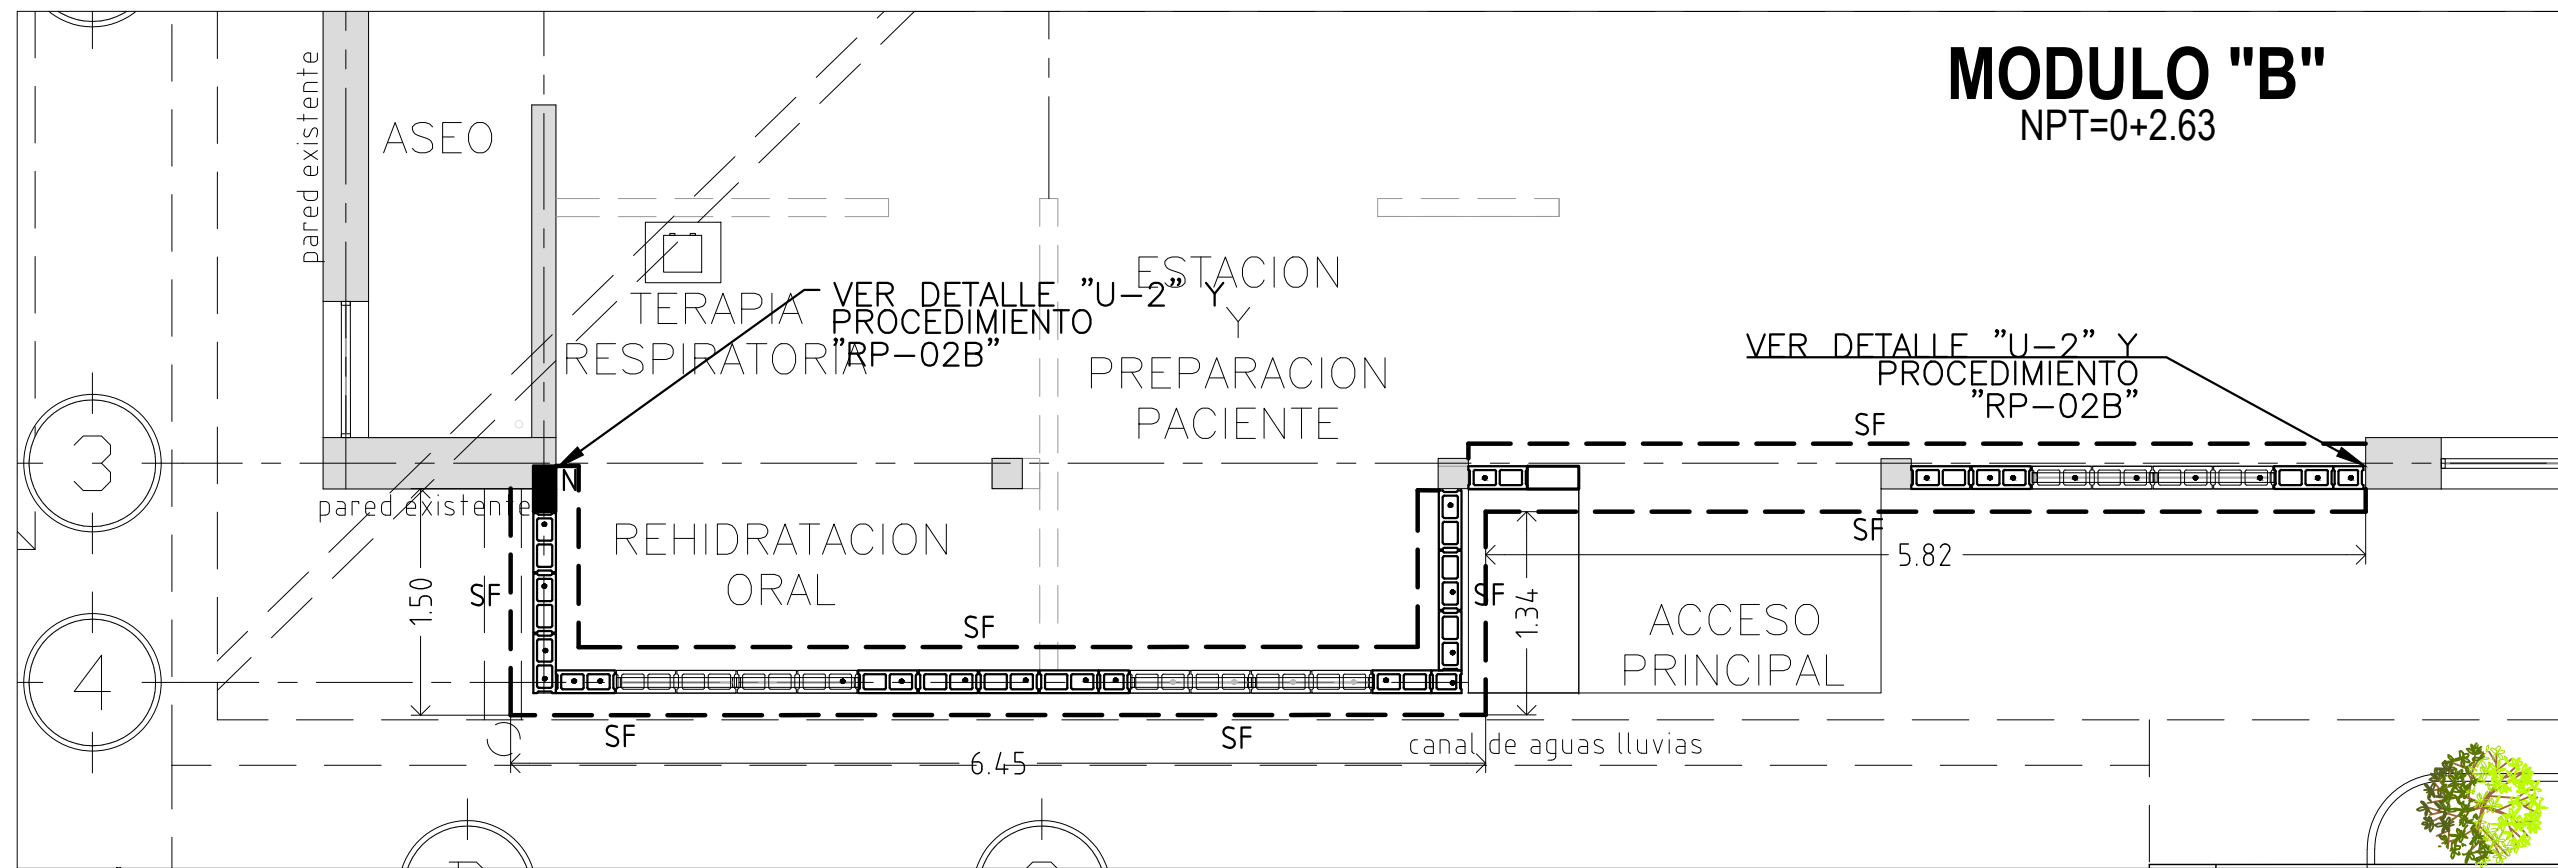 MODULO "B"
NPT=0+2.63
pared existente
ASEO
TERAPIA
RESPIRATORIA
VER DETALLE "U-2" Y
PROCEDIMIENTO
"RP-02B"
ESTACION
Y
PREPARACION
PACIENTE
VER DETALLE "U-2" Y
PROCEDIMIENTO
"RP-02B"
SF
3
N
pared existente
REHIDRATACION
ORAL
SF
5.82
1.50
SF
SF
1.34
SF
ACCESO
PRINCIPAL
4
SF
SF
canal de aguas lluvias
6.45